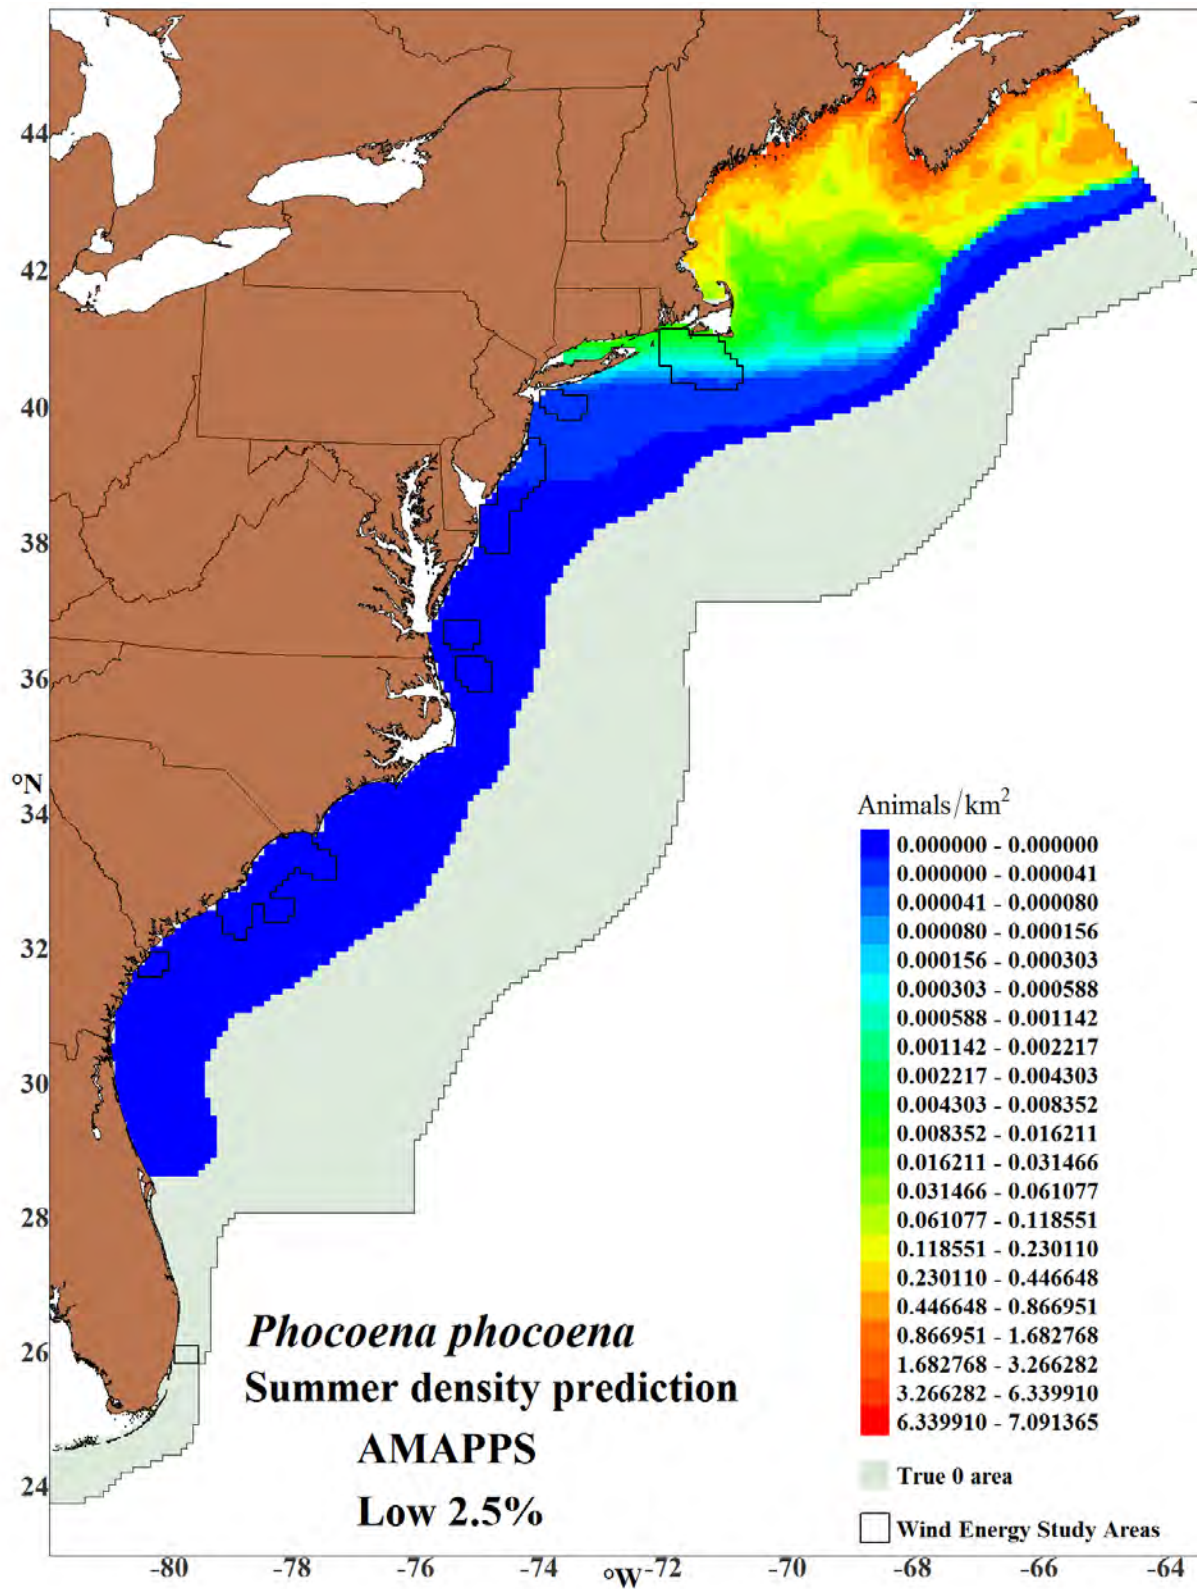 44
42
40
38
36
°N
34
32
30
28
26
24
Animals/km²
0.000000 - 0.000000
0.000000 - 0.000041
0.000041 - 0.000080
0.000080 - 0.000156
0.000156 - 0.000303
0.000303 - 0.000588
0.000588 - 0.001142
0.001142 - 0.002217
0.002217 - 0.004303
0.004303 - 0.008352
0.008352 - 0.016211
0.016211 - 0.031466
0.031466 - 0.061077
0.061077 - 0.118551
0.118551 - 0.230110
0.230110 - 0.446648
0.446648 - 0.866951
0.866951 - 1.682768
1.682768 - 3.266282
3.266282 - 6.339910
6.339910 - 7.091365
True 0 area
Wind Energy Study Areas
Phocoena phocoena
Summer density prediction
AMAPPS
Low 2.5%
-80 -78 -76 -74 °W -72 -70 -68 -66 -64